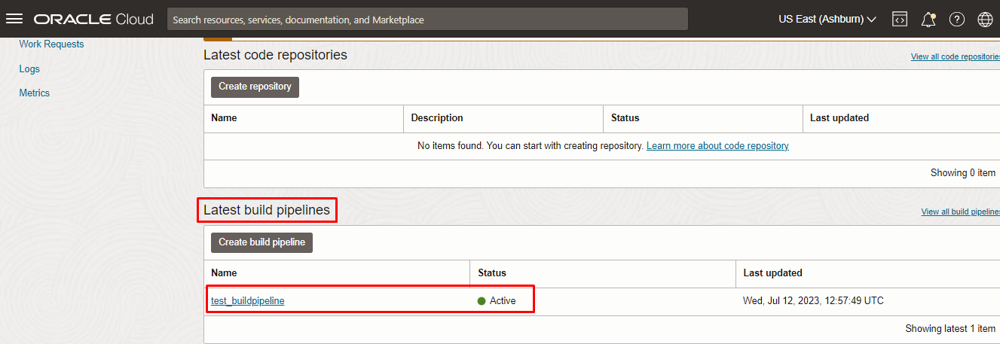 ORACLE Cloud
Search resources, services, documentation, and Marketplace
US East (Ashburn)
Work Requests
Logs
Metrics
Latest code repositories
View all code repositories
Create repository
Name Description Status Last updated
No items found. You can start with creating repository. Learn more about code repository
Showing 0 item
Latest build pipelines
View all build pipelines
Create build pipeline
Name Status Last updated
test_buildpipeline Active Wed, Jul 12, 2023, 12:57:49 UTC
Showing latest 1 item